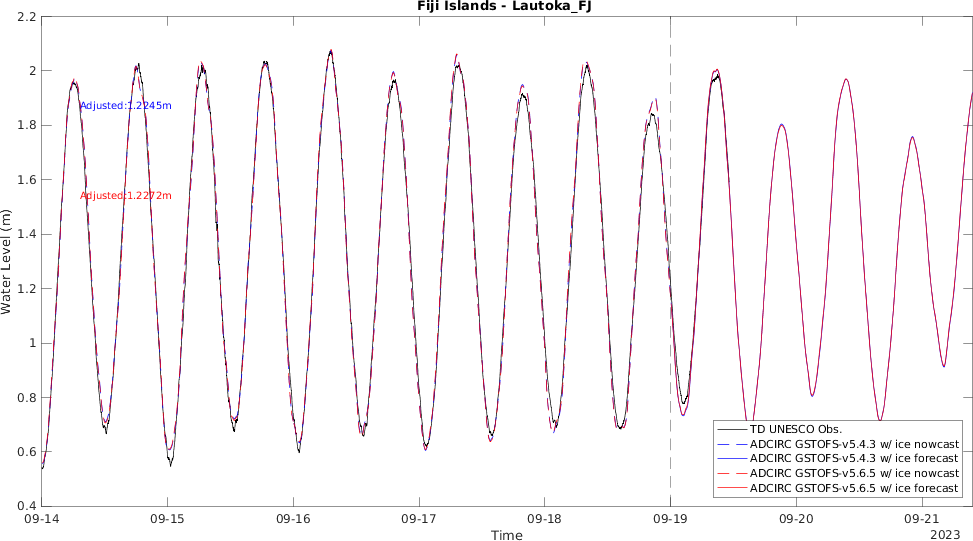 Fiji Islands - Lautoka_FJ
2.2
2
1.8
1.6
1.4
1.2
1
0.8
0.6
0.4
Water Level (m)
Adjusted:1.2245m
Adjusted:1.2272m
TD UNESCO Obs.
ADCIRC GSTOFS-v5.4.3 w/ ice nowcast
ADCIRC GSTOFS-v5.4.3 w/ ice forecast
ADCIRC GSTOFS-v5.6.5 w/ ice nowcast
ADCIRC GSTOFS-v5.6.5 w/ ice forecast
09-14 09-15 09-16 09-17 09-18 09-19 09-20 09-21
Time
2023